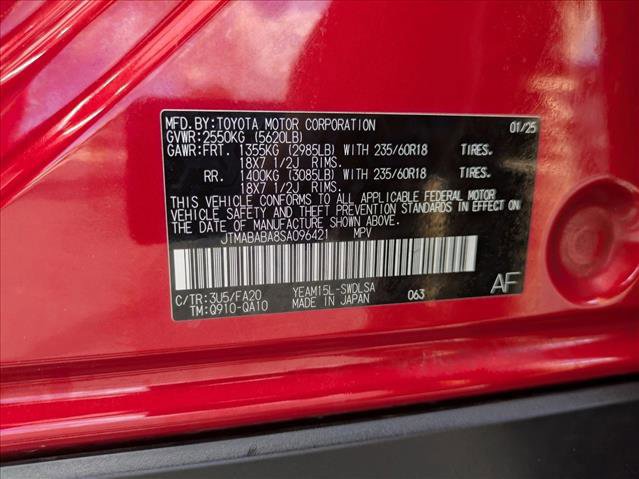 MFD. BY: TOYOTA MOTOR CORPORATION 01/25
GVWR: 2550KG (5620LB)
GAWR: FRT. 1355KG (2985LB) WITH 235/60R18 TIRES.
18X7 1/2J RIMS.
RR. 1400KG (3085LB) WITH 235/60R18 TIRES.
18X7 1/2J RIMS.
THIS VEHICLE CONFORMS TO ALL APPLICABLE FEDERAL MOTOR
VEHICLE SAFETY AND THEFT PREVENTION STANDARDS IN
EFFECT ON THE DATE OF MANUFACTURE SHOWN ABOVE.
JTMABABA8SA096421 MPV
C/TR: 3U5/FA20 YEAM15L-SWDLSA 063 AF
TM: Q910-QA10 MADE IN JAPAN